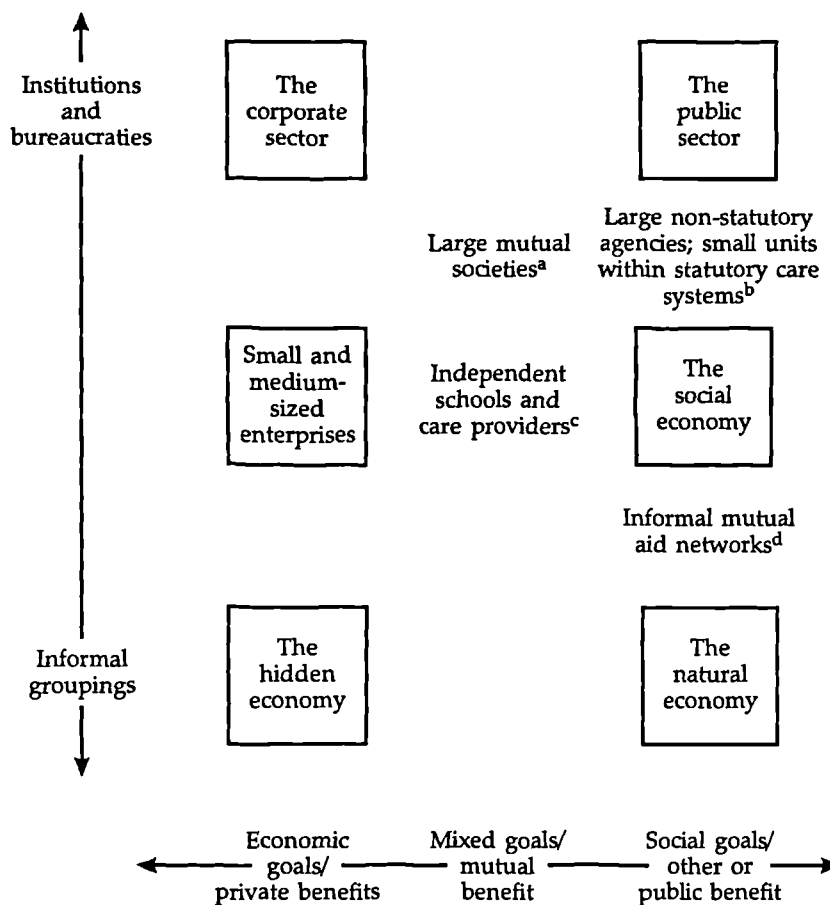 Institutions
and
bureaucraties
The
corporate
sector
The
public
sector
Large mutual
societiesa
Large non-statutory
agencies; small units
within statutory care
systemsb
Small and
medium-
sized
enterprises
Independent
schools and
care providersc
The
social
economy
Informal mutual
aid networksd
Informal
groupings
The
hidden
economy
The
natural
economy
Economic
goals/
private benefits
Mixed goals/
mutual
benefit
Social goals/
other or
public benefit